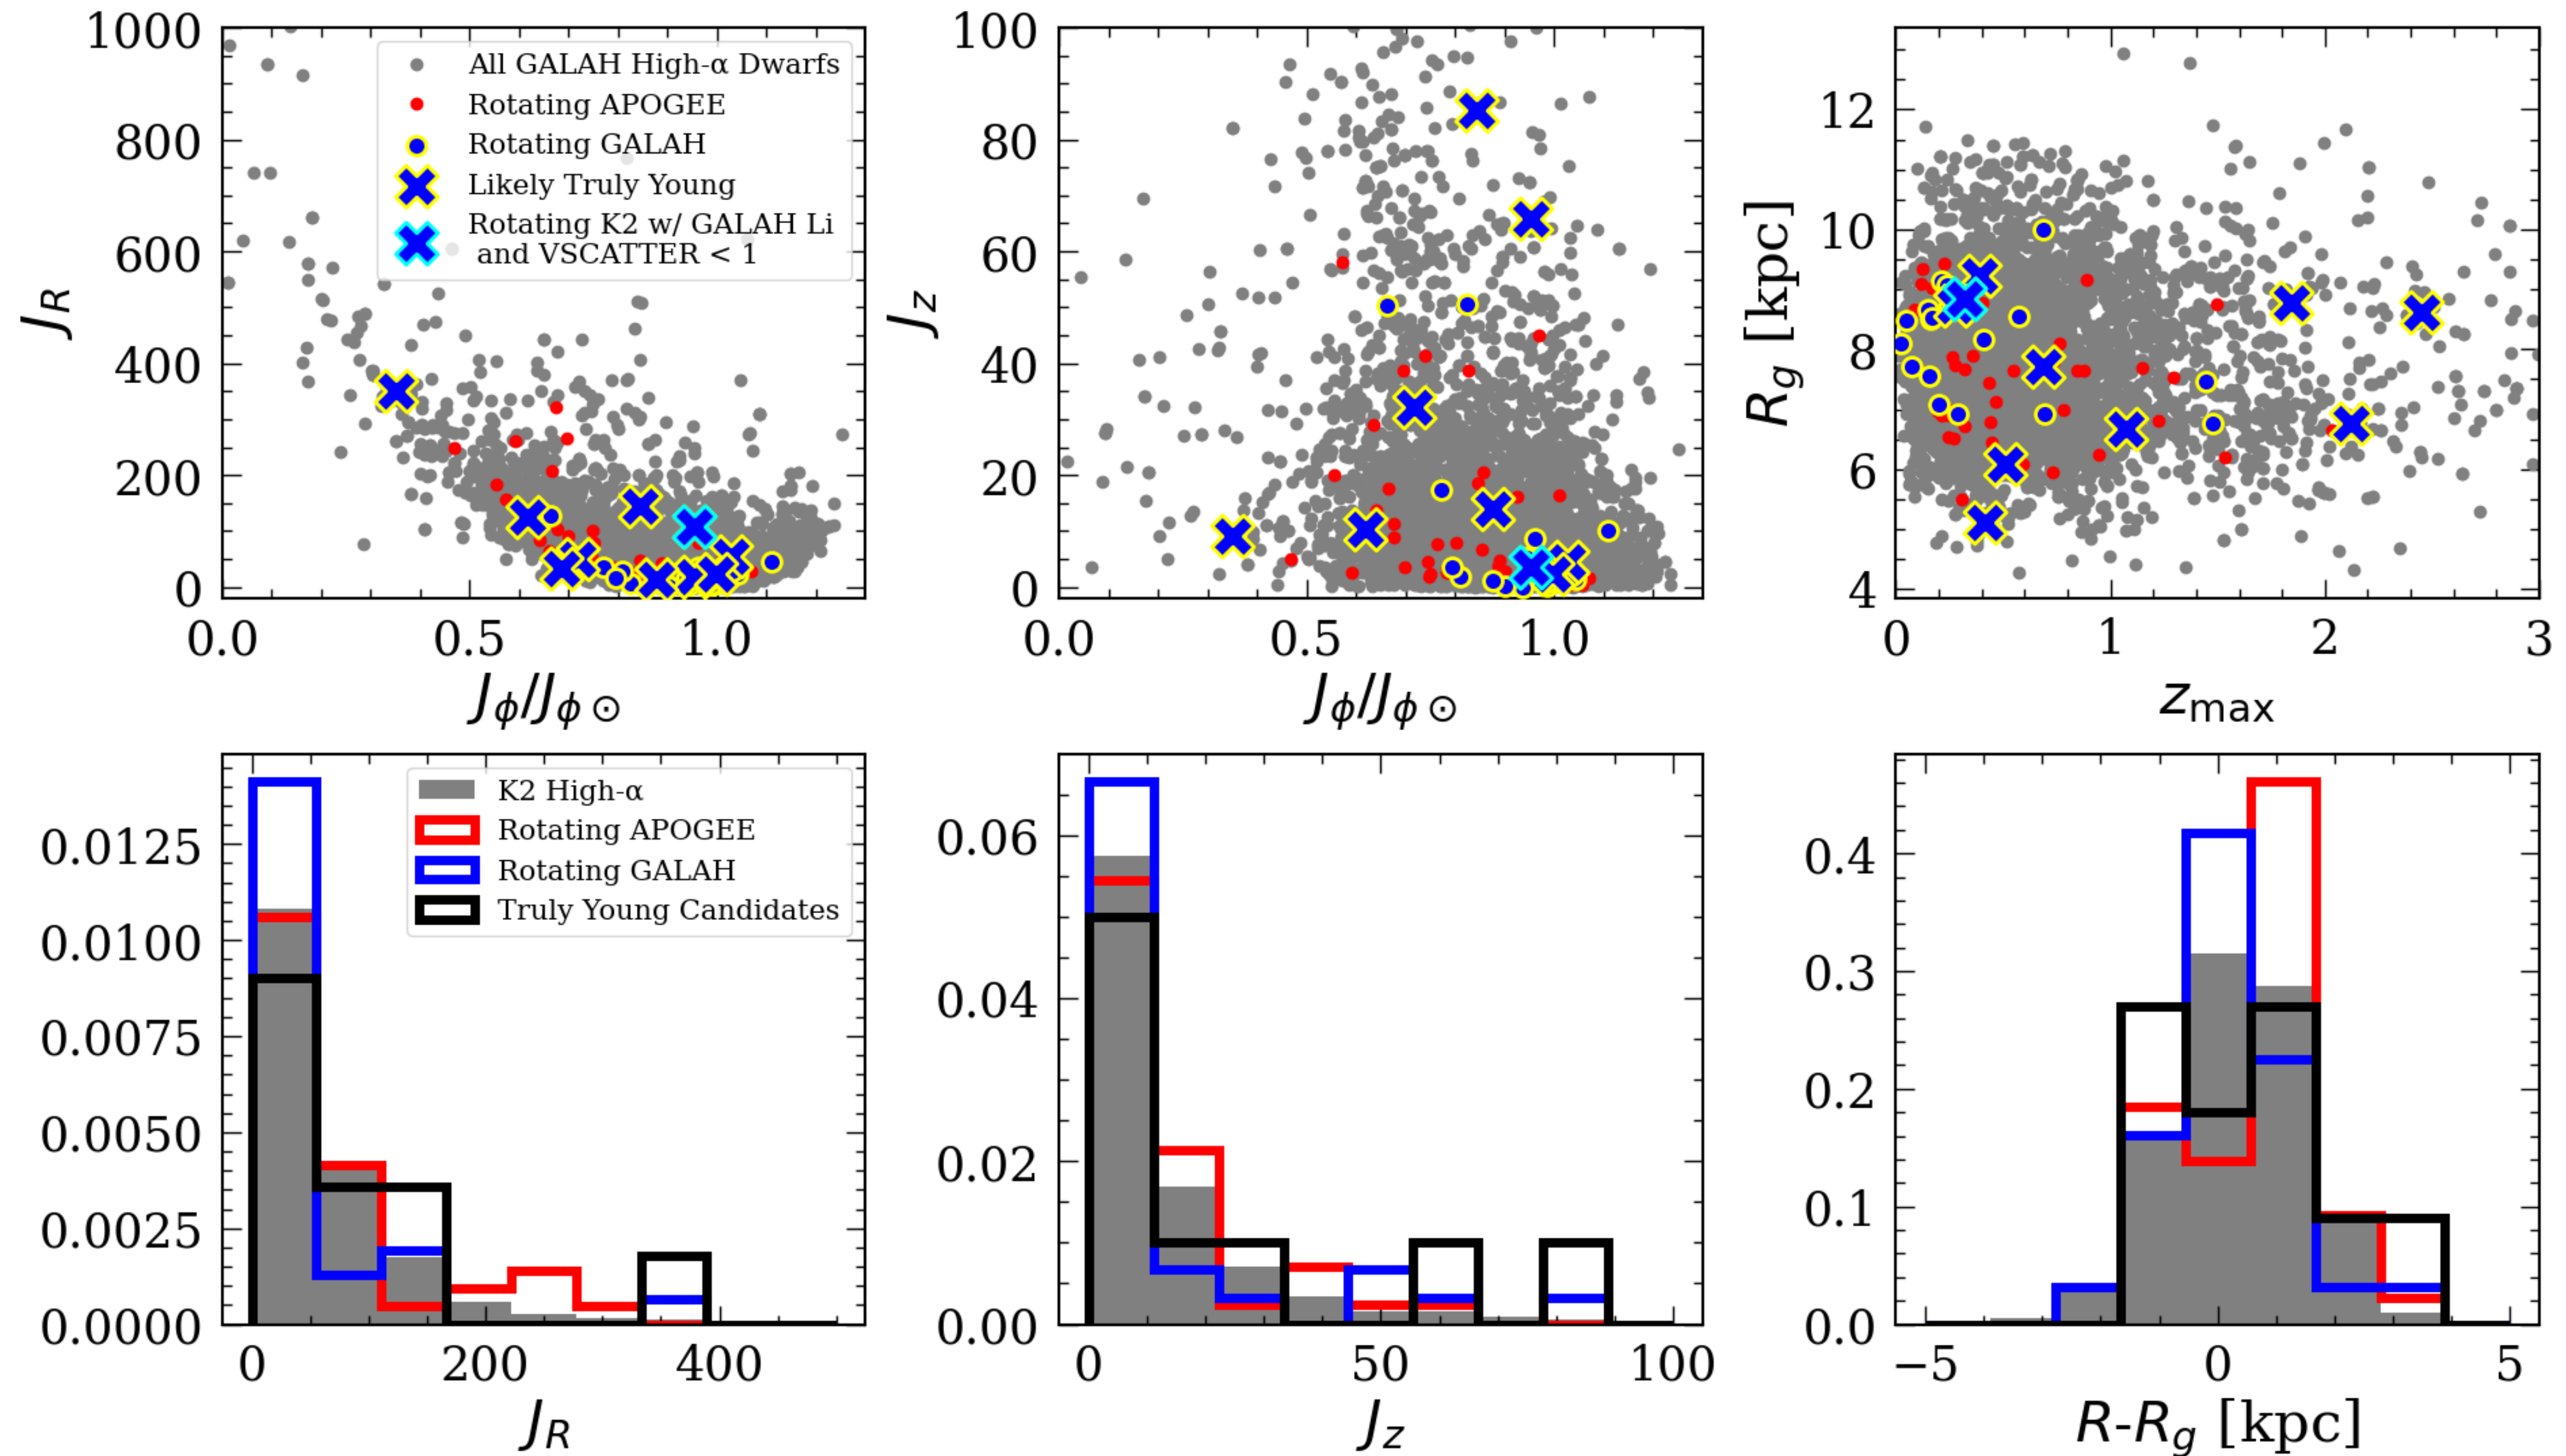 1000
800
600
400
200
0
J_R
All GALAH High-α Dwarfs
Rotating APOGEE
Rotating GALAH
Likely Truly Young
Rotating K2 w/ GALAH Li
and VSCATTER < 1
0.0 0.5 1.0
J_ϕ/J_ϕ⊙
100
80
60
40
20
0
J_z
0.0 0.5 1.0
J_ϕ/J_ϕ⊙
12
10
8
6
4
R_g [kpc]
0 1 2 3
z_max
0.0125
0.0100
0.0075
0.0050
0.0025
0.0000
K2 High-α
Rotating APOGEE
Rotating GALAH
Truly Young Candidates
0 200 400
J_R
0.06
0.04
0.02
0.00
0 50 100
J_z
0.4
0.3
0.2
0.1
0.0
−5 0 5
R-R_g [kpc]